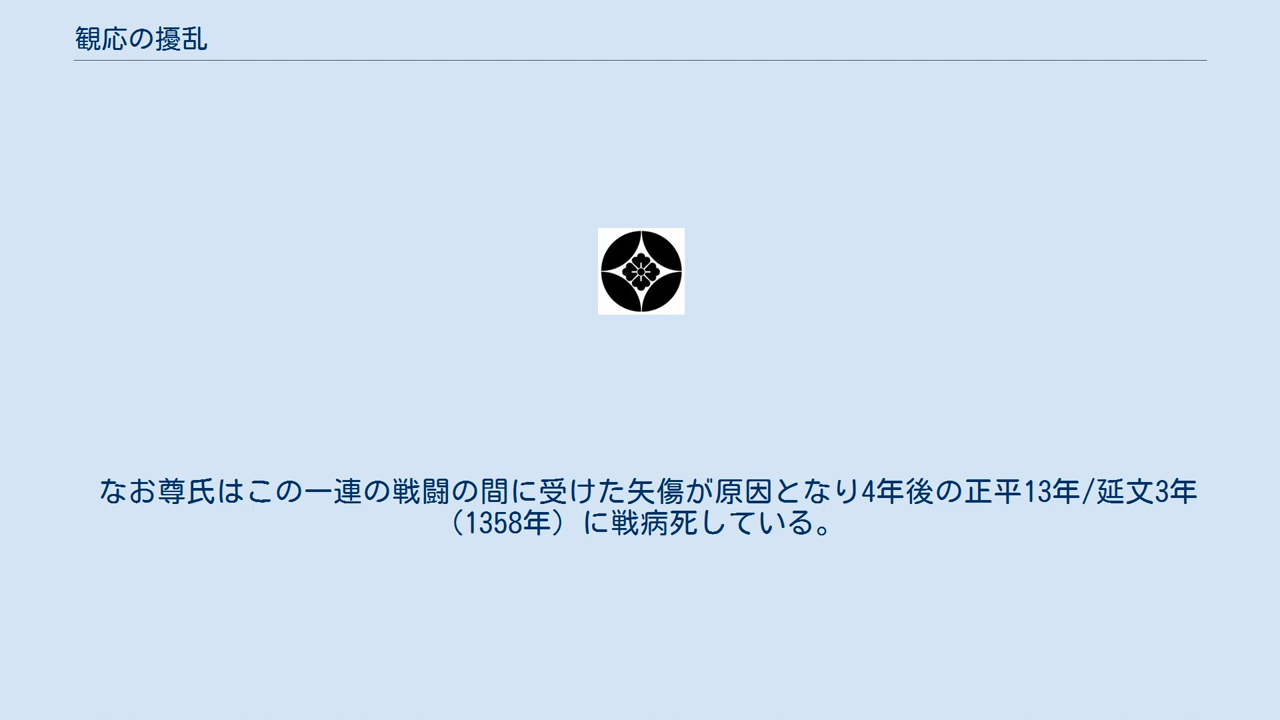 観応の擾乱
なお尊氏はこの一連の戦闘の間に受けた矢傷が原因となり4年後の正平13年/延文3年
（1358年）に戦病死している。